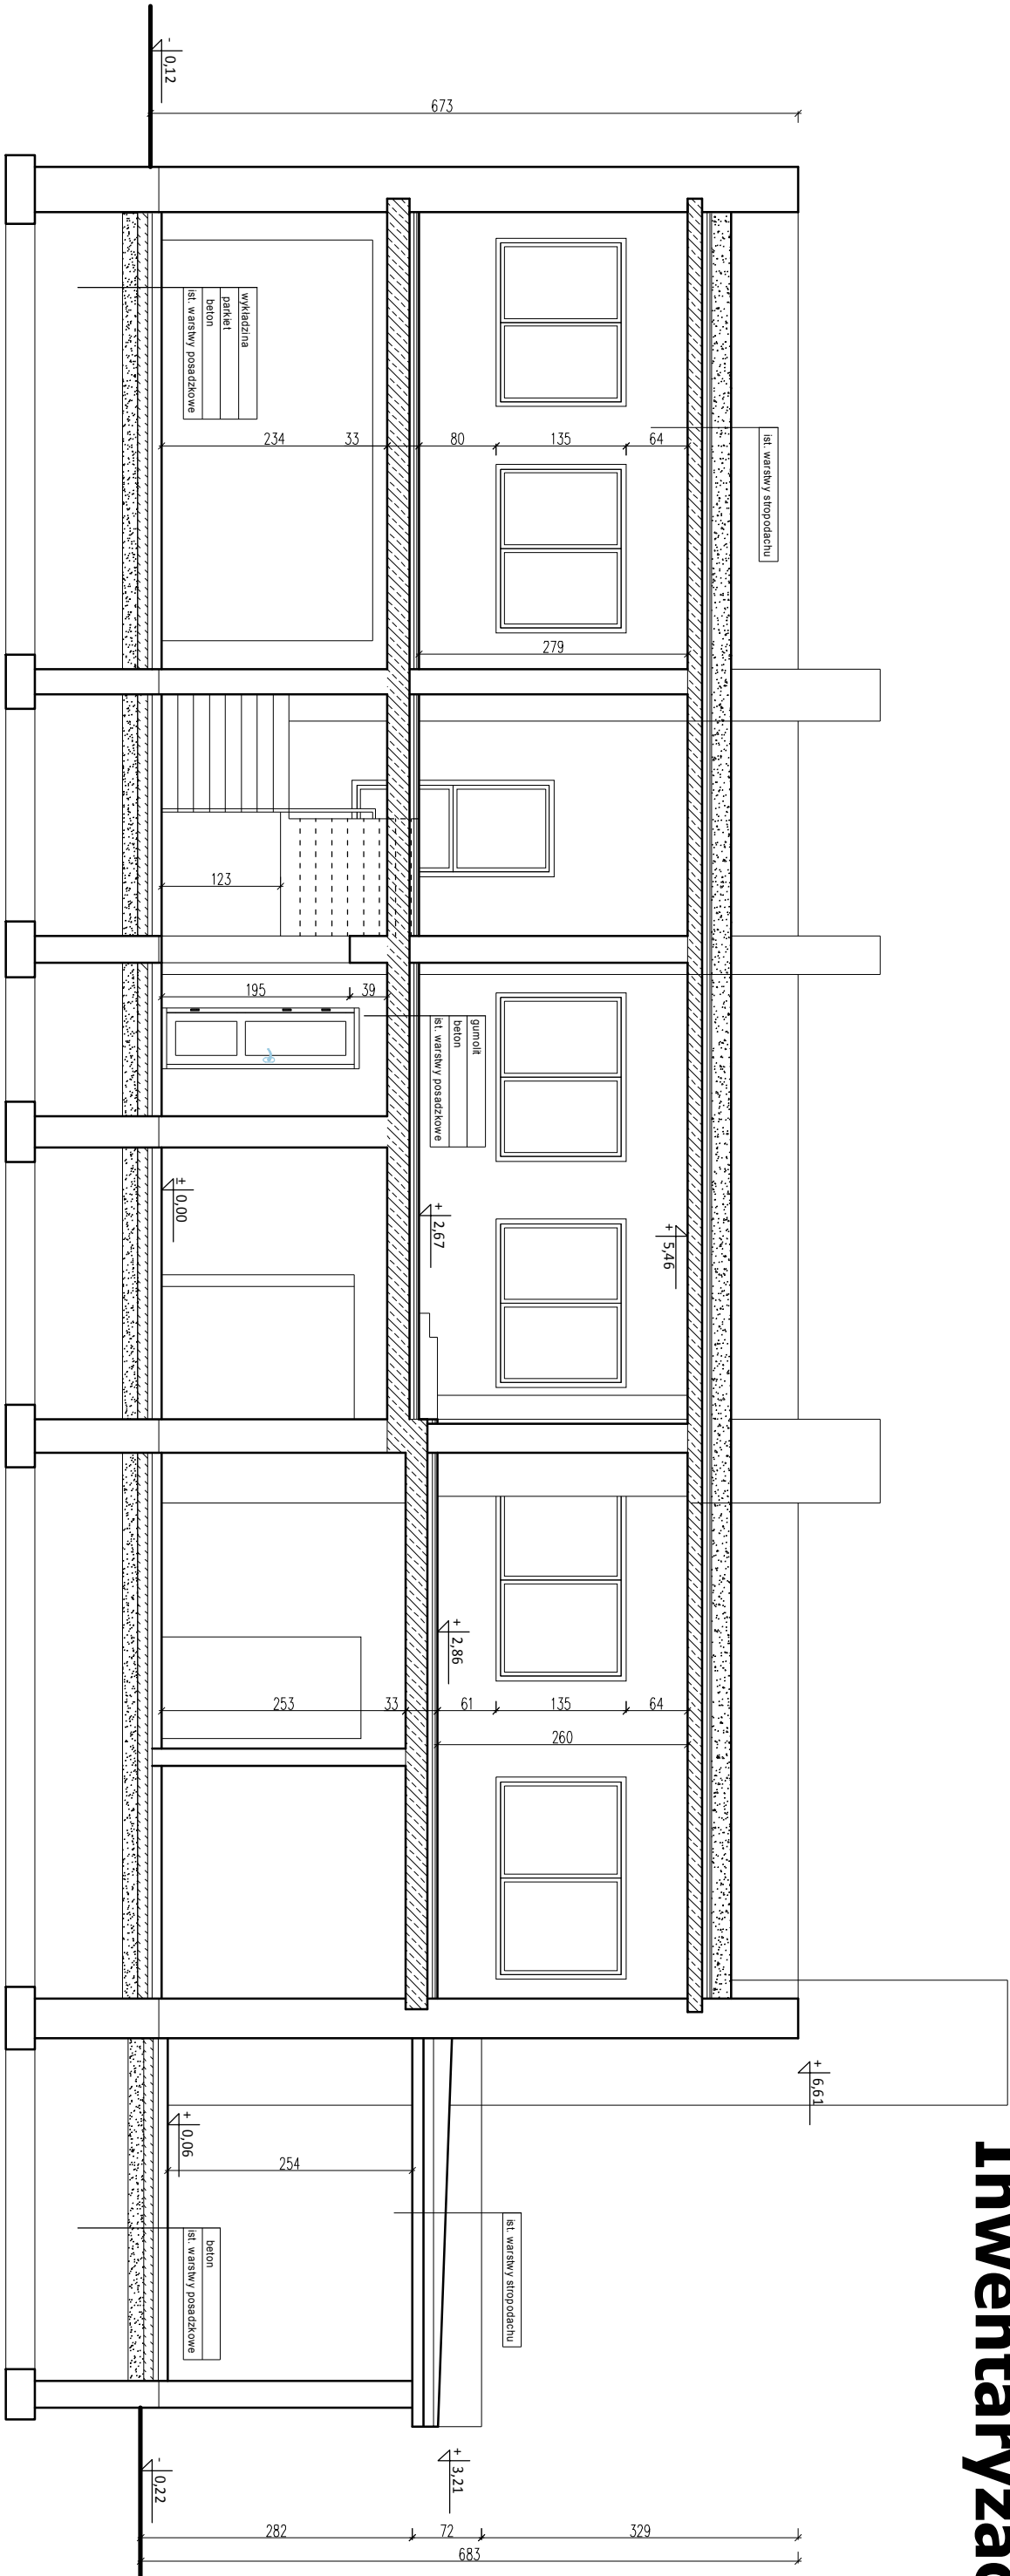 - 0,12
673
wykładzina
parkiet
beton
ist. warstwy posadzkowe
ist. warstwy stropodachu
234
33
80
135
64
279
123
195
39
gumolit
beton
ist. warstwy posadzkowe
± 0,00
+ 2,67
+ 5,46
+ 2,86
253
33
61
135
64
260
+ 6,61
+ 0,06
254
beton
ist. warstwy posadzkowe
ist. warstwy stropodachu
+ 3,21
- 0,22
282
72
329
683